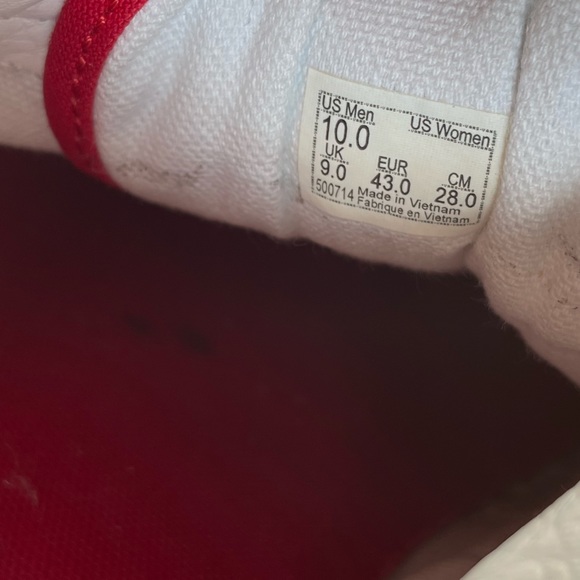 US Men US Women
10.0
UK EUR CM
9.0 43.0 28.0
500714 Made in Vietnam
Fabrique en Vietnam